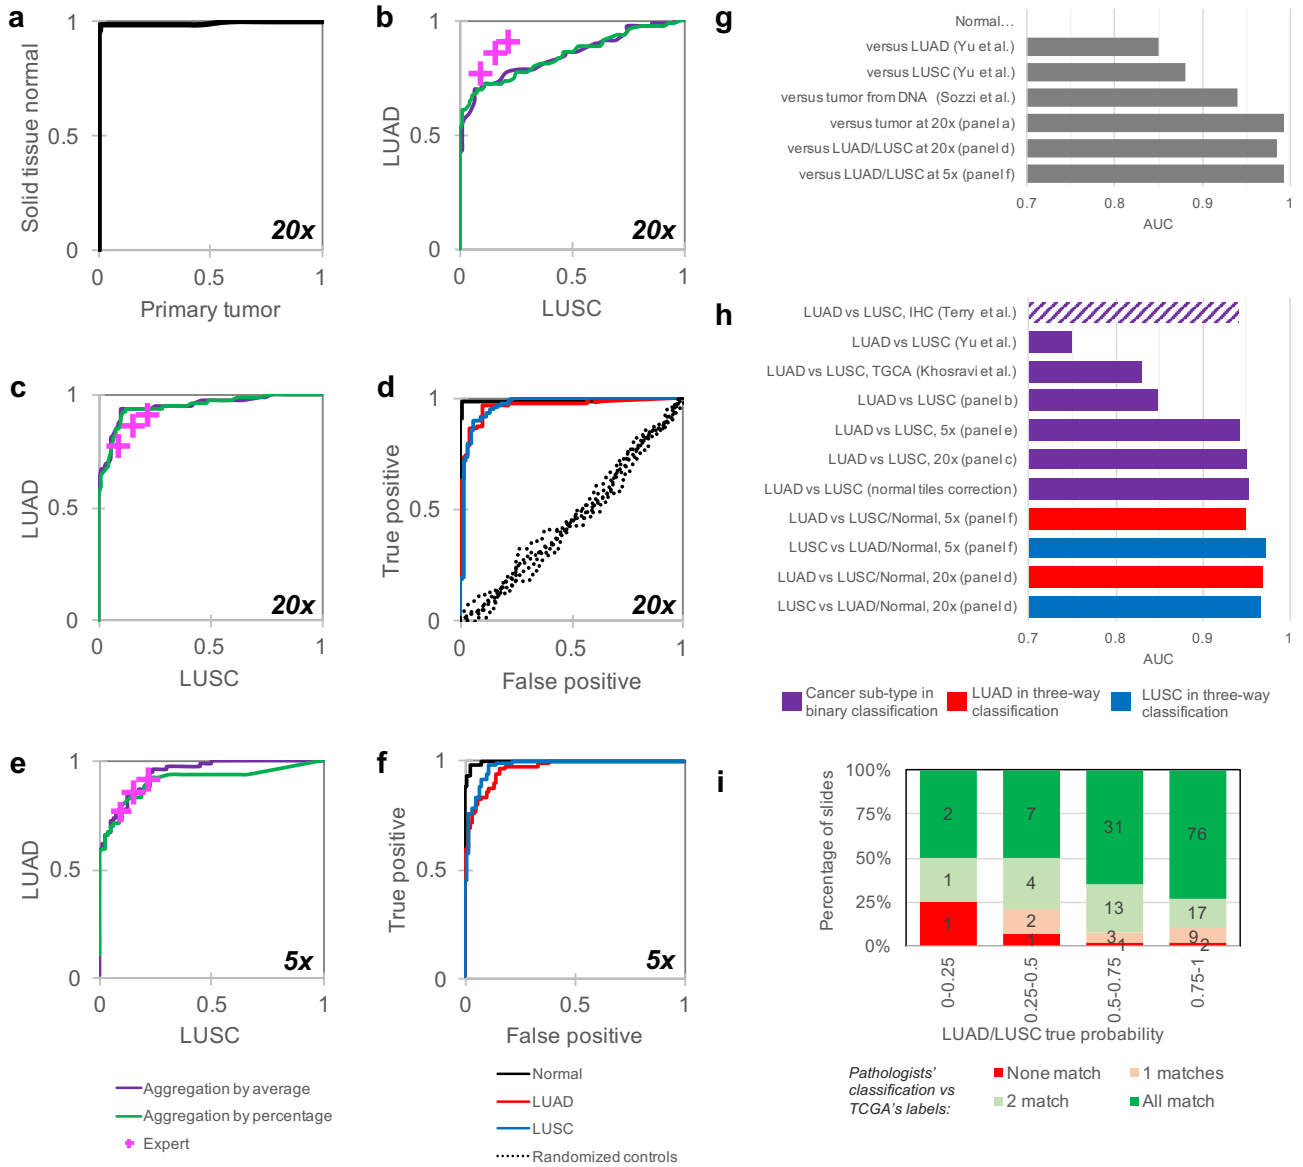 a
Solid tissue normal
1
0.5
0
0
0.5
1
20x
Primary tumor
b
LUAD
1
0.5
0
0
0.5
1
20x
LUSC
g
Normal…
versus LUAD (Yu et al.)
versus LUSC (Yu et al.)
versus tumor from DNA (Sozzi et al.)
versus tumor at 20x (panel a)
versus LUAD/LUSC at 20x (panel d)
versus LUAD/LUSC at 5x (panel f)
0.7
0.8
0.9
1
AUC
c
LUAD
1
0.5
0
0
0.5
1
20x
LUSC
d
True positive
1
0.5
0
0
0.5
1
20x
False positive
h
LUAD vs LUSC, IHC (Terry et al.)
LUAD vs LUSC (Yu et al.)
LUAD vs LUSC, TGCA (Khosravi et al.)
LUAD vs LUSC (panel b)
LUAD vs LUSC, 5x (panel e)
LUAD vs LUSC, 20x (panel c)
LUAD vs LUSC (normal tiles correction)
LUAD vs LUSC/Normal, 5x (panel f)
LUSC vs LUAD/Normal, 5x (panel f)
LUAD vs LUSC/Normal, 20x (panel d)
LUSC vs LUAD/Normal, 20x (panel d)
0.7
0.8
0.9
1
AUC
Cancer sub-type in
binary classification
LUAD in three-way
classification
LUSC in three-way
classification
e
LUAD
1
0.5
0
0
0.5
1
5x
LUSC
Aggregation by average
Aggregation by percentage
Expert
f
True positive
1
0.5
0
0
0.5
1
5x
False positive
Normal
LUAD
LUSC
Randomized controls
i
Percentage of slides
100%
75%
50%
25%
0%
2
1
1
7
4
2
1
31
13
3
1
76
17
9
2
0-0.25
0.25-0.5
0.5-0.75
0.75-1
LUAD/LUSC true probability
Pathologists'
classification vs
TCGA's labels:
None match
1 matches
2 match
All match